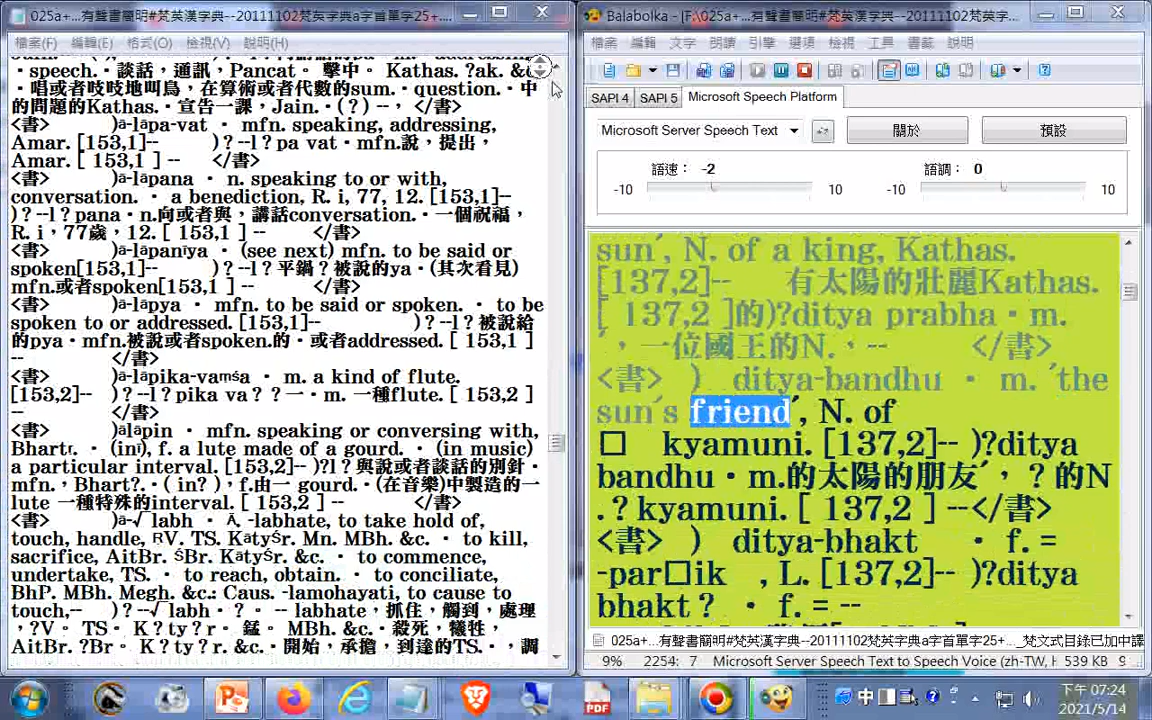 ...有聲書簡明#梵英漢字典--20111102梵英字典a字首單字25+...
檔案(F) 編輯(E) 格式(O) 檢視(V) 說明(H)
speech.‧談話，通訊，Pancat。 擊中。 Kathas. ?ak. &c
‧唱或者吱吱地叫鳥，在算術或者代數的sum.‧question.‧中
的問題的Kathas.‧宣告一課，Jain.‧(？) --，</書>
<書> )ā-lāpa-vat ‧ mfn. speaking, addressing,
Amar. [153,1]-- )？--l？pa vat‧mfn.說，提出，
Amar. [ 153,1 ] -- </書>
<書> )ā-lāpana ‧ n. speaking to or with,
conversation. ‧ a benediction, R. i, 77, 12. [153,1]--
)？--l？pana‧n.向或者與，講話conversation.‧一個祝福，
R. i，77歲，12. [ 153,1 ] -- </書>
<書> )ā-lāpanīya ‧ (see next) mfn. to be said or
spoken[153,1]-- )？--l？平鍋？被說的ya‧(其次看見)
mfn.或者spoken[153,1 ] -- </書>
<書> )ā-lāpya ‧ mfn. to be said or spoken. ‧ to be
spoken to or addressed. [153,1]-- )？--l？被說給
的pya‧mfn.被說或者spoken.的‧或者addressed. [ 153,1 ]
-- </書>
<書> )ā-lāpika-vaṃśa ‧ m. a kind of flute.
[153,2]-- )？--l？pika va？？一‧m. 一種flute. [ 153,2 ]
-- </書>
<書> )ā-lāpin ‧ mfn. speaking or conversing with,
Bhartṛ. ‧ (inī), f. a lute made of a gourd. ‧ (in music)
a particular interval. [153,2]-- )?l？與說或者談話的別針‧
mfn.，Bhart?.‧( in?)，f.由一 gourd.‧(在音樂)中製造的一
lute 一種特殊的interval. [ 153,2 ] -- </書>
<書> )ā-√ labh ‧ Ā. -labhate, to take hold of,
touch, handle, RV. TS. KātyŚr. Mn. MBh. &c. ‧ to kill,
sacrifice, AitBr. ŚBr. KātyŚr. &c. ‧ to commence,
undertake, TS. ‧ to reach, obtain. ‧ to conciliate,
BhP. MBh. Megh. &c.: Caus. -lamohayati, to cause to
touch,-- )？--√ labh‧？。-- labhate，抓住，觸到，處理
，?V。 TS‧ K？ty？r.‧錳。 MBh. &c.‧殺死，犧牲，
AitBr. ?Br。 K？ty？r. &c.‧開始，承擔，到達的TS.‧，調
Balabolka - [F:\025a+...有聲書簡明#梵英漢字典--20111102梵英字...
檔案 編輯 文字 朗讀 引擎 選項 檢視 工具 書籤 說明
SAPI 4 SAPI 5 Microsoft Speech Platform
Microsoft Server Speech Text 關於 預設
語速： -2 語調： 0
-10 10 -10 10
sun´, N. of a king, Kathas.
[137,2]-- 有太陽的壯麗Kathas.
[ 137,2 ]的)?ditya prabha‧m.
´，一位國王的N.，-- </書>
<書> ) ditya-bandhu ‧ m. ´the
sun´s friend´, N. of
□ kyamuni. [137,2]-- )?ditya
bandhu‧m.的太陽的朋友´，？的N
.？kyamuni. [ 137,2 ] --</書>
<書> ) ditya-bhakt ‧ f. =
-par□ik , L. [137,2]-- )?ditya
bhakt？ ‧ f. = --
025a+...有聲書簡明#梵英漢字典--20111102梵英字典a字首單字25+..._梵文式目錄已加中譯
9% 2254: 7 Microsoft Server Speech Text to Speech Voice (zh-TW, H 539 KB 9
中
下午 07:24
2021/5/14